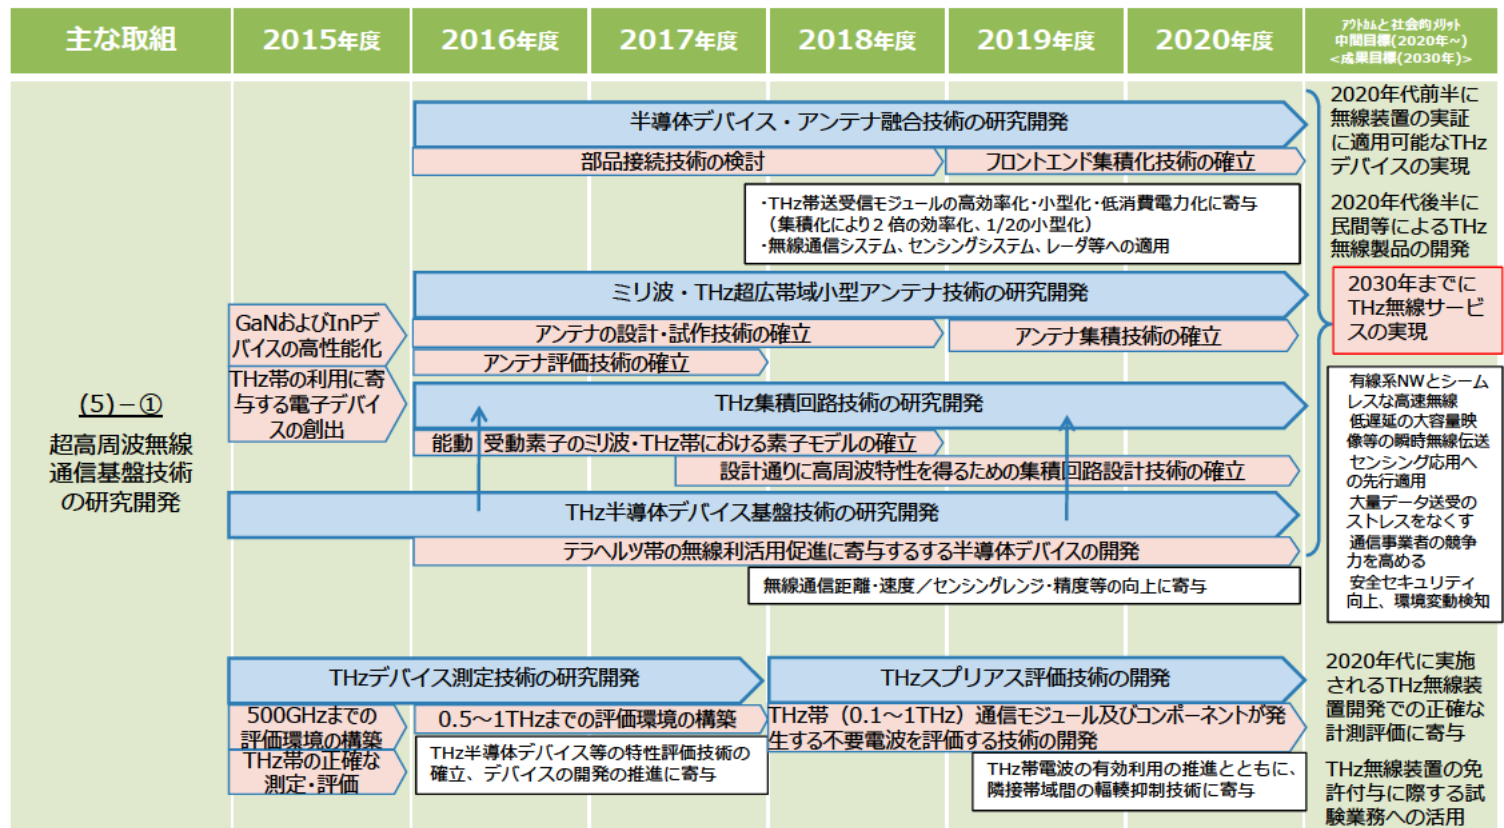 主な取組
2015年度
2016年度
2017年度
2018年度
2019年度
2020年度
ｱｳﾄｶﾑと社会的ﾒﾘｯﾄ
中間目標(2020年~)
<成果目標(2030年)>
(5)－①
超高周波無線
通信基盤技術
の研究開発
半導体デバイス・アンテナ融合技術の研究開発
部品接続技術の検討
フロントエンド集積化技術の確立
・THz帯送受信モジュールの高効率化・小型化・低消費電力化に寄与
（集積化により２倍の効率化、1/2の小型化）
・無線通信システム、センシングシステム、レーダ等への適用
ミリ波・THz超広帯域小型アンテナ技術の研究開発
GaNおよびInPデ
バイスの高性能化
アンテナの設計・試作技術の確立
アンテナ集積技術の確立
アンテナ評価技術の確立
THz帯の利用に寄
与する電子デバイ
スの創出
THz集積回路技術の研究開発
能動 受動素子のミリ波・THz帯における素子モデルの確立
設計通りに高周波特性を得るための集積回路設計技術の確立
THz半導体デバイス基盤技術の研究開発
テラヘルツ帯の無線利活用促進に寄与するする半導体デバイスの開発
無線通信距離・速度／センシングレンジ・精度等の向上に寄与
THzデバイス測定技術の研究開発
THzスプリアス評価技術の開発
500GHzまでの
評価環境の構築
0.5～1THzまでの評価環境の構築
THz帯（0.1～1THz）通信モジュール及びコンポーネントが発
生する不要電波を評価する技術の開発
THz帯の正確な
測定・評価
THz半導体デバイス等の特性評価技術の
確立、デバイスの開発の推進に寄与
THz帯電波の有効利用の推進とともに、
隣接帯域間の輻輳抑制技術に寄与
2020年代前半に
無線装置の実証
に適用可能なTHz
デバイスの実現
2020年代後半に
民間等によるTHz
無線製品の開発
2030年までに
THz無線サービ
スの実現
有線系NWとシーム
レスな高速無線
低遅延の大容量映
像等の瞬時無線伝送
センシング応用へ
の先行適用
大量データ送受の
ストレスをなくす
通信事業者の競争
力を高める
安全セキュリティ
向上、環境変動検知
2020年代に実施
されるTHz無線装
置開発での正確な
計測評価に寄与
THz無線装置の免
許付与に際する試
験業務への活用